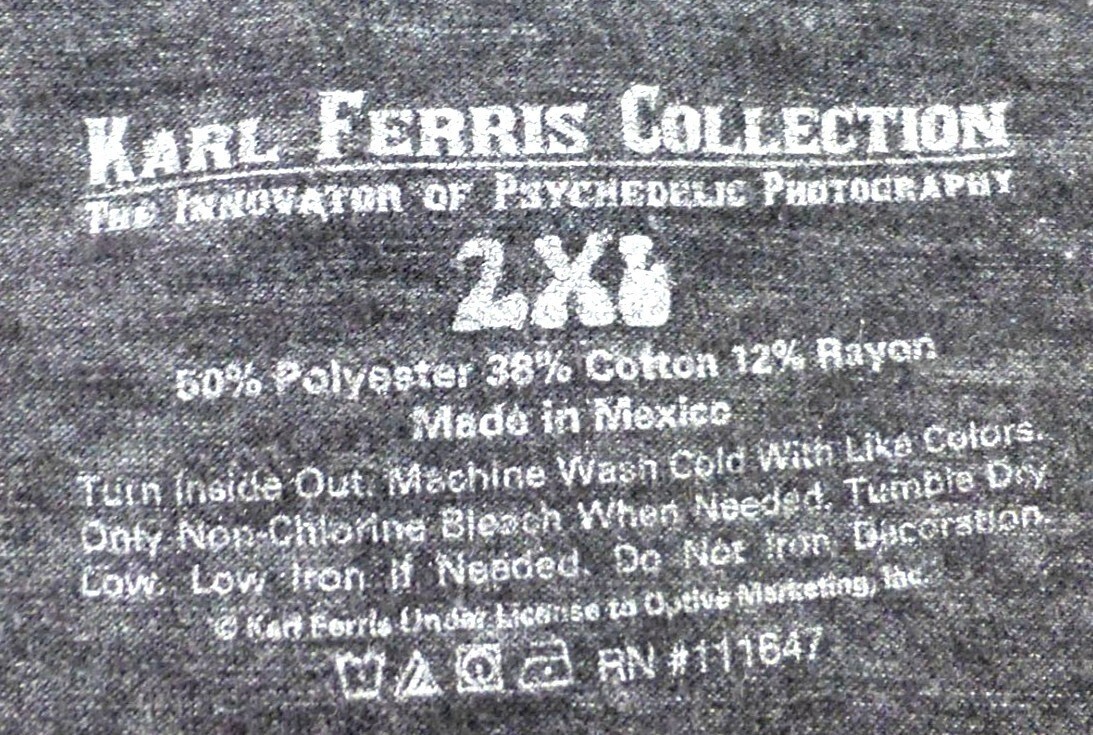 KARL FERRIS COLLECTION
THE INNOVATOR OF PSYCHEDELIC PHOTOGRAPHY
2XL
50% Polyester 38% Cotton 12% Rayon
Made in Mexico
Turn Inside Out. Machine Wash Cold With Like Colors.
Only Non-Chlorine Bleach When Needed. Tumble Dry
Low. Low Iron if Needed. Do Not Iron Decoration.
© Karl Ferris Under License to Optive Marketing, Inc.
RN #111647